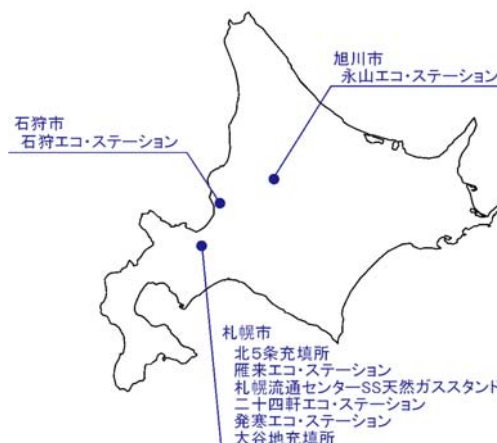 旭川市
永山エコ・ステーション
石狩市
石狩エコ・ステーション
札幌市
北5条充填所
雁来エコ・ステーション
札幌流通センターSS天然ガススタンド
二十四軒エコ・ステーション
発寒エコ・ステーション
大谷地充填所